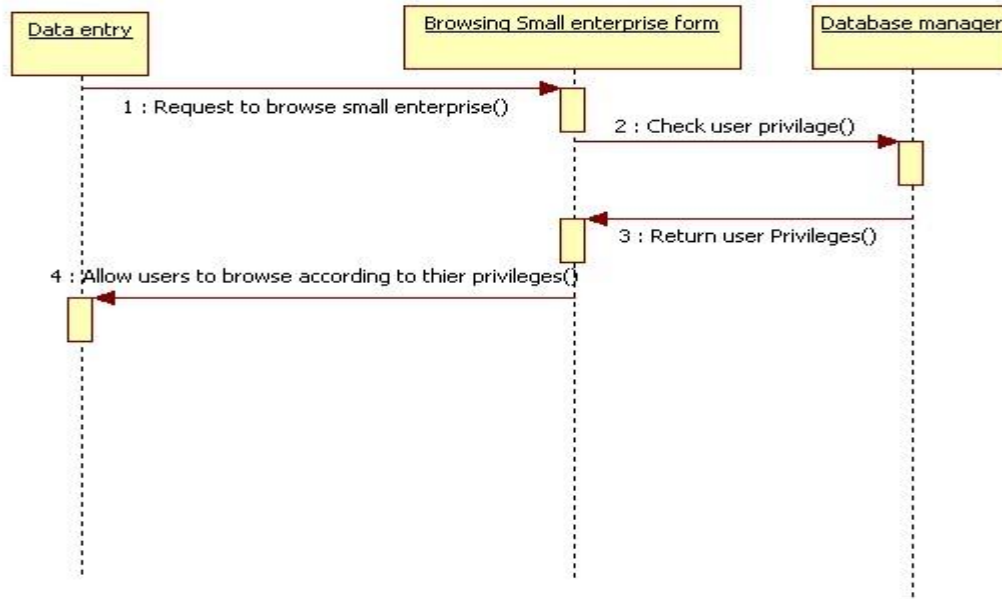 Data entry
Browsing Small enterprise form
Database manager
1 : Request to browse small enterprise()
2 : Check user privilage()
3 : Return user Privileges()
4 : Allow users to browse according to thier privileges()